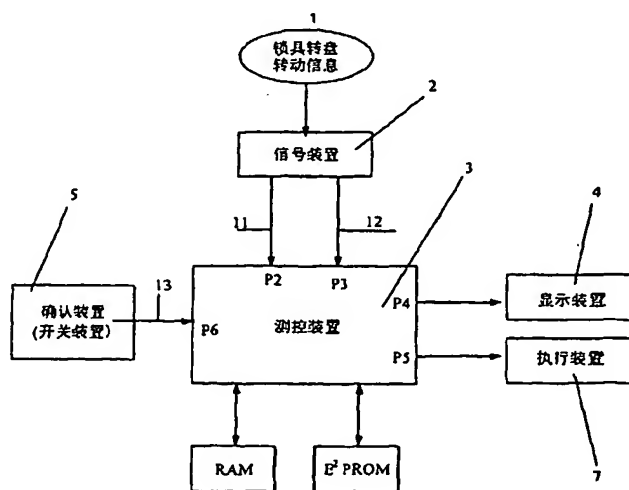 1
锁具转盘
转动信息
2
信号装置
5
3
11
12
4
13
P2
P3
P4
显示装置
确认装置
(开关装置)
P6
测控装置
P5
执行装置
RAM
E² PROM
7